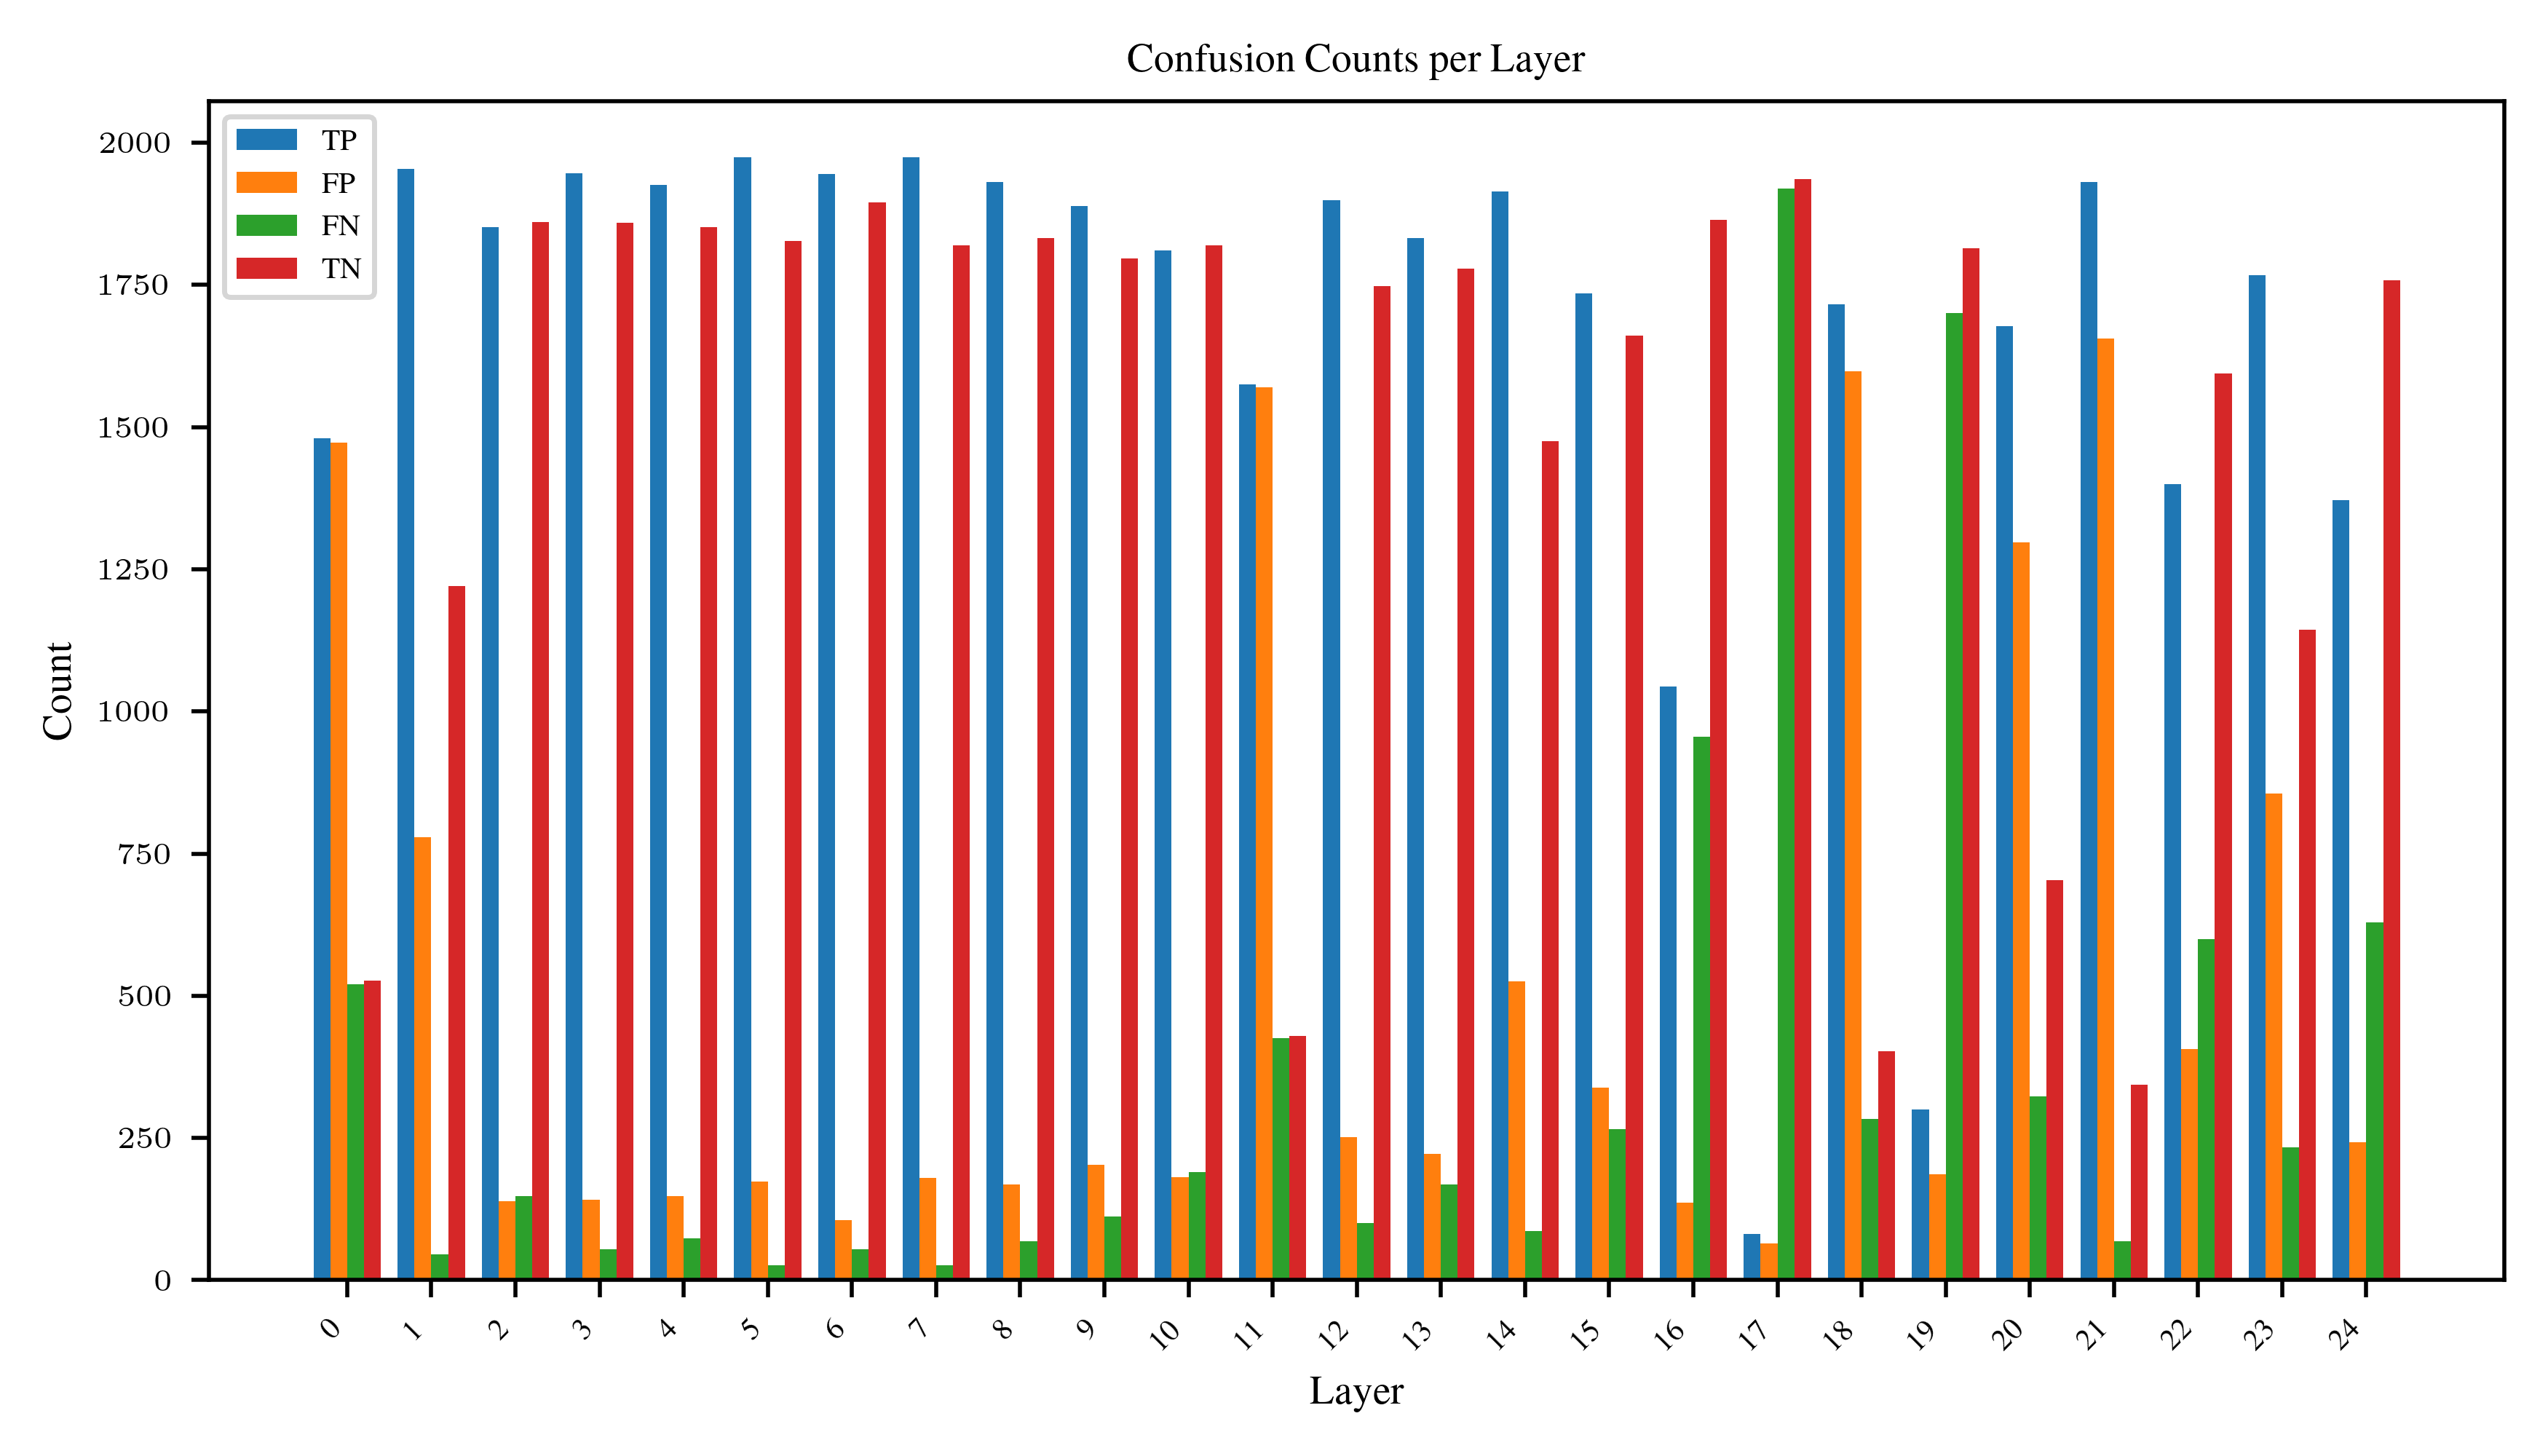 Confusion Counts per Layer
TP
FP
FN
TN
2000
1750
1500
1250
1000
750
500
250
0
Count
0 1 2 3 4 5 6 7 8 9 10 11 12 13 14 15 16 17 18 19 20 21 22 23 24
Layer